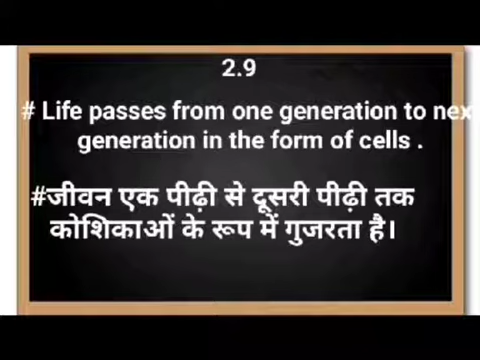 2.9
# Life passes from one generation to nex
generation in the form of cells .
#जीवन एक पीढ़ी से दूसरी पीढ़ी तक
कोशिकाओं के रूप में गुजरता है।